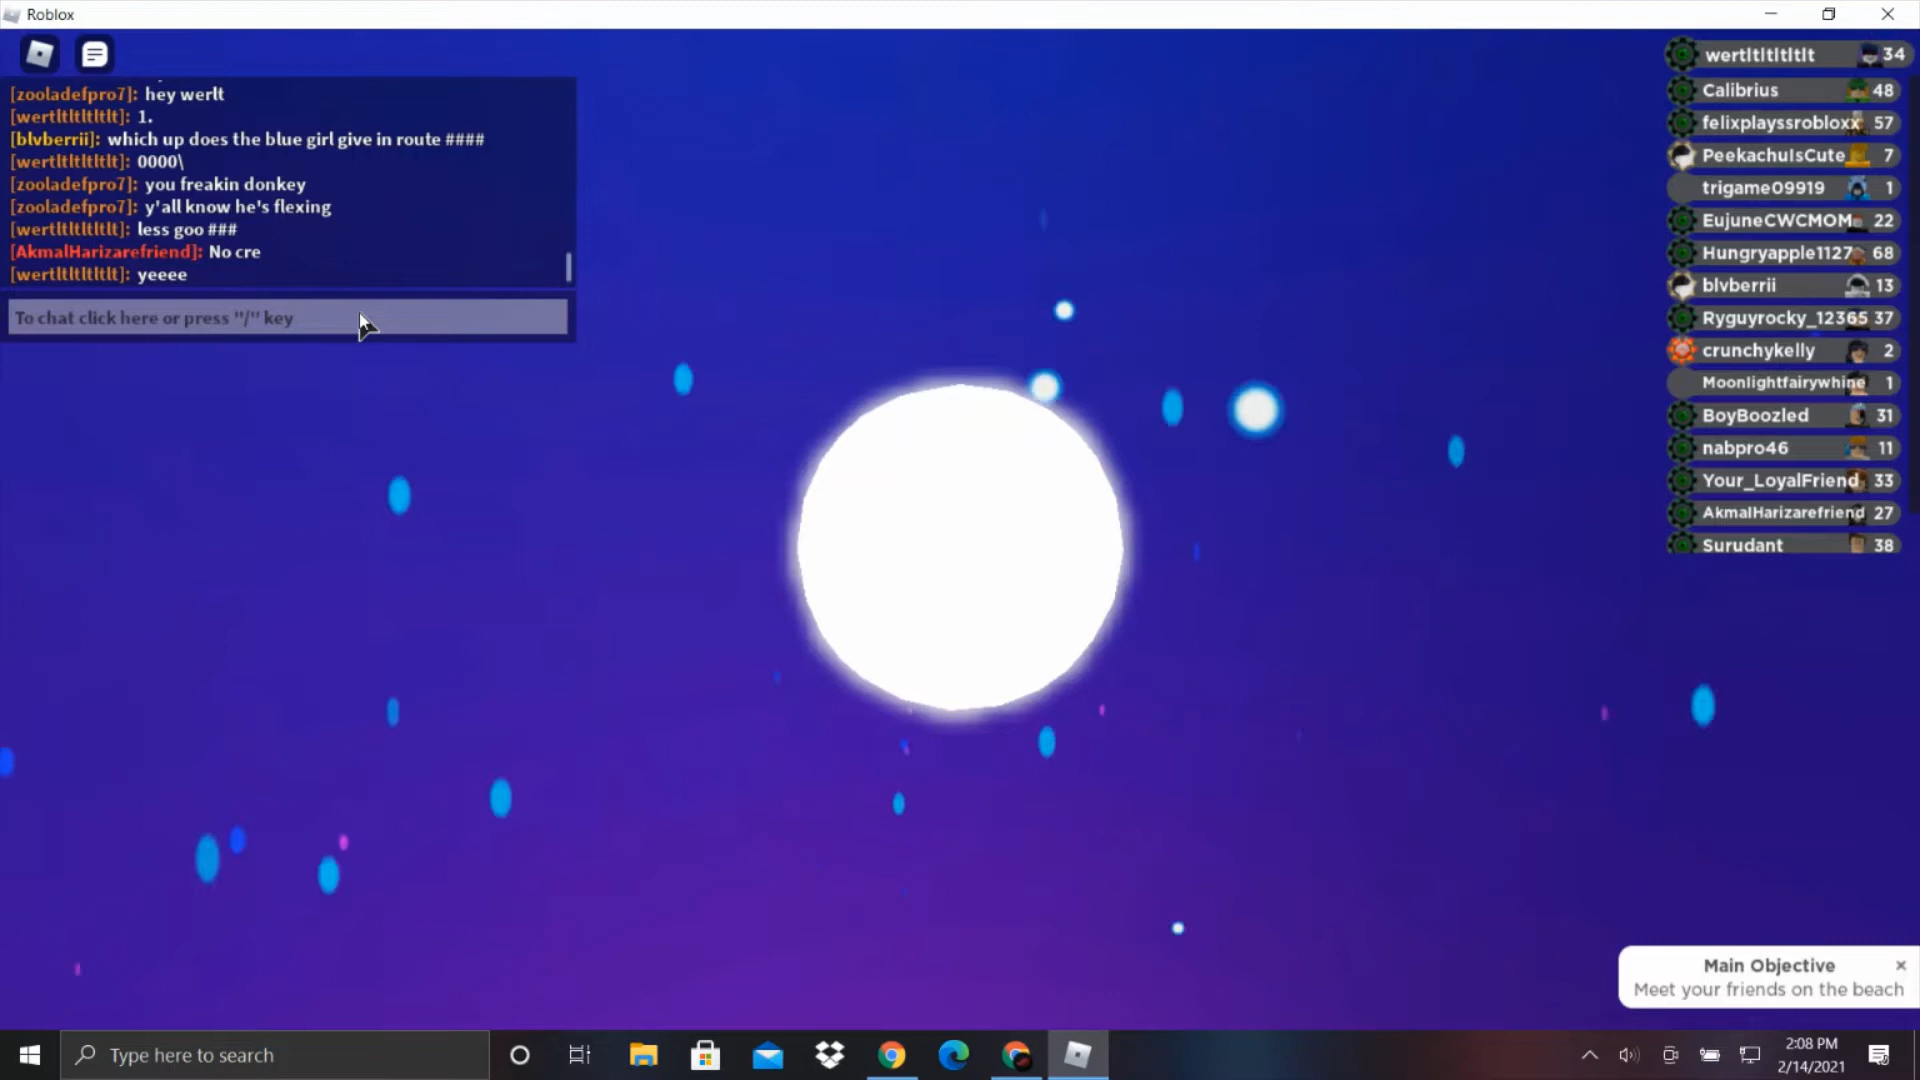 Roblox
[zooladefpro7]: hey werlt
[wertltltltltlt]: 1.
[blvberrii]: which up does the blue girl give in route ####
[wertltltltltlt]: 0000\
[zooladefpro7]: you freakin donkey
[zooladefpro7]: y'all know he's flexing
[wertltltltltlt]: less goo ###
[AkmalHarizarefriend]: No cre
[wertltltltltlt]: yeeee
To chat click here or press "/" key
wertltltltltlt 34
Calibrius 48
felixplayssrobloxx 57
PeekachuIsCute 7
trigame09919 1
EujuneCWCMOM 22
Hungryapple1127 68
blvberrii 13
Ryguyrocky_12365 37
crunchykelly 2
Moonlightfairywhine 1
BoyBoozled 31
nabpro46 11
Your_LoyalFriend 33
AkmalHarizarefriend 27
Surudant 38
Main Objective
Meet your friends on the beach
Type here to search
2:08 PM
2/14/2021